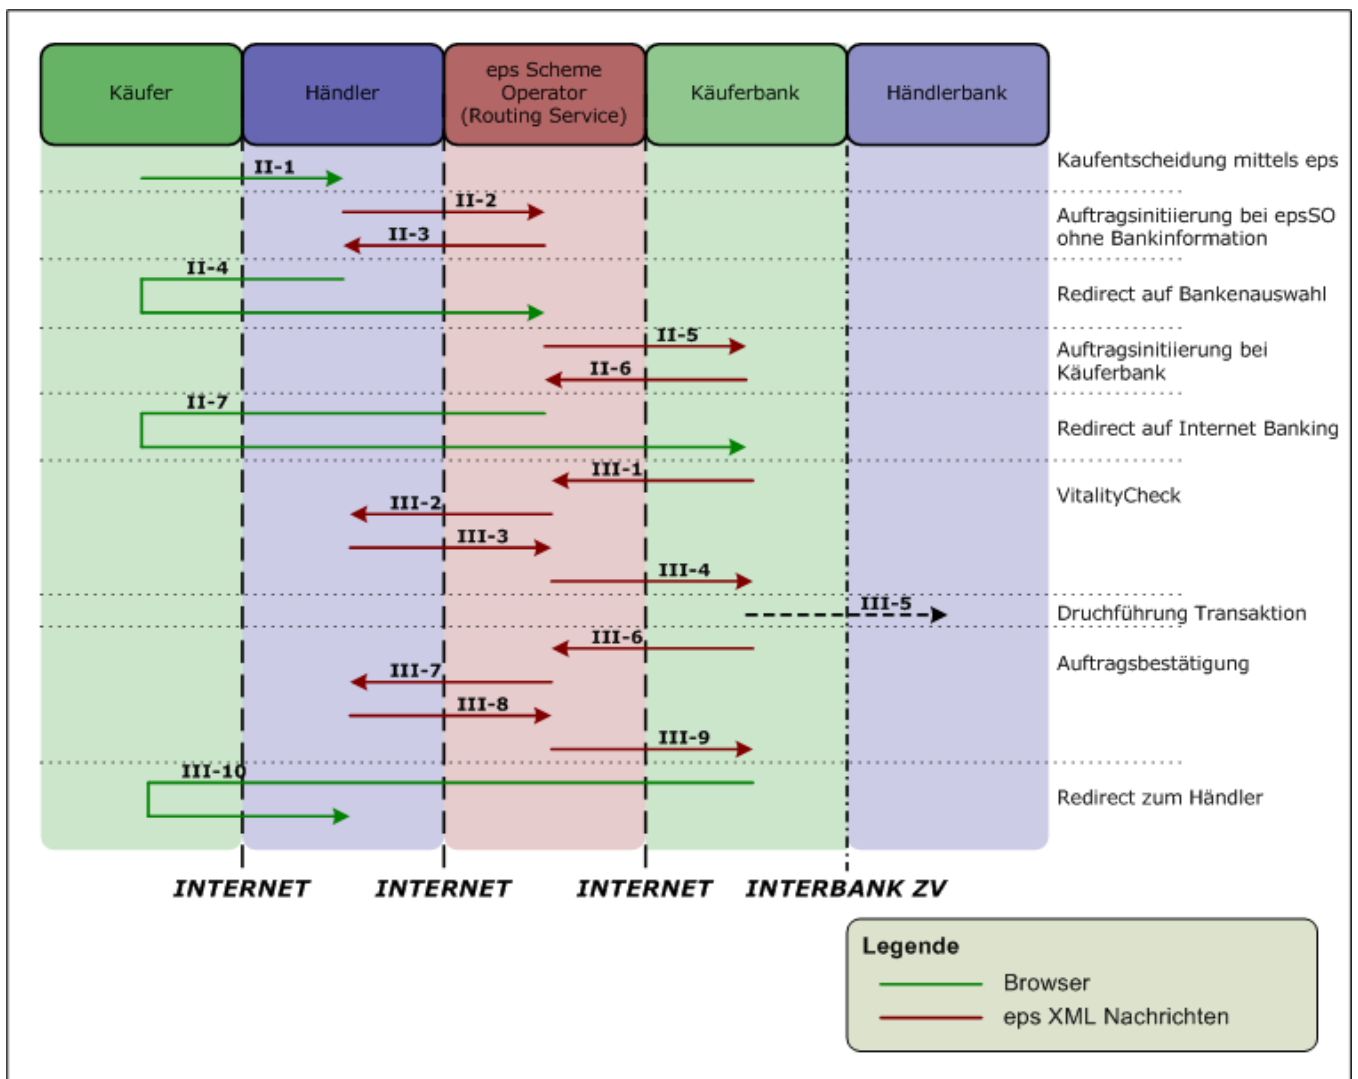 Käufer
Händler
eps Scheme
Operator
(Routing Service)
Käuferbank
Händlerbank
II-1
Kaufentscheidung mittels eps
II-2
II-3
Auftragsinitiierung bei epsSO
ohne Bankinformation
II-4
Redirect auf Bankenauswahl
II-5
II-6
Auftragsinitiierung bei
Käuferbank
II-7
Redirect auf Internet Banking
III-1
VitalityCheck
III-2
III-3
III-4
III-5
Druchführung Transaktion
III-6
Auftragsbestätigung
III-7
III-8
III-9
III-10
Redirect zum Händler
INTERNET
INTERNET
INTERNET
INTERBANK ZV
Legende
Browser
eps XML Nachrichten